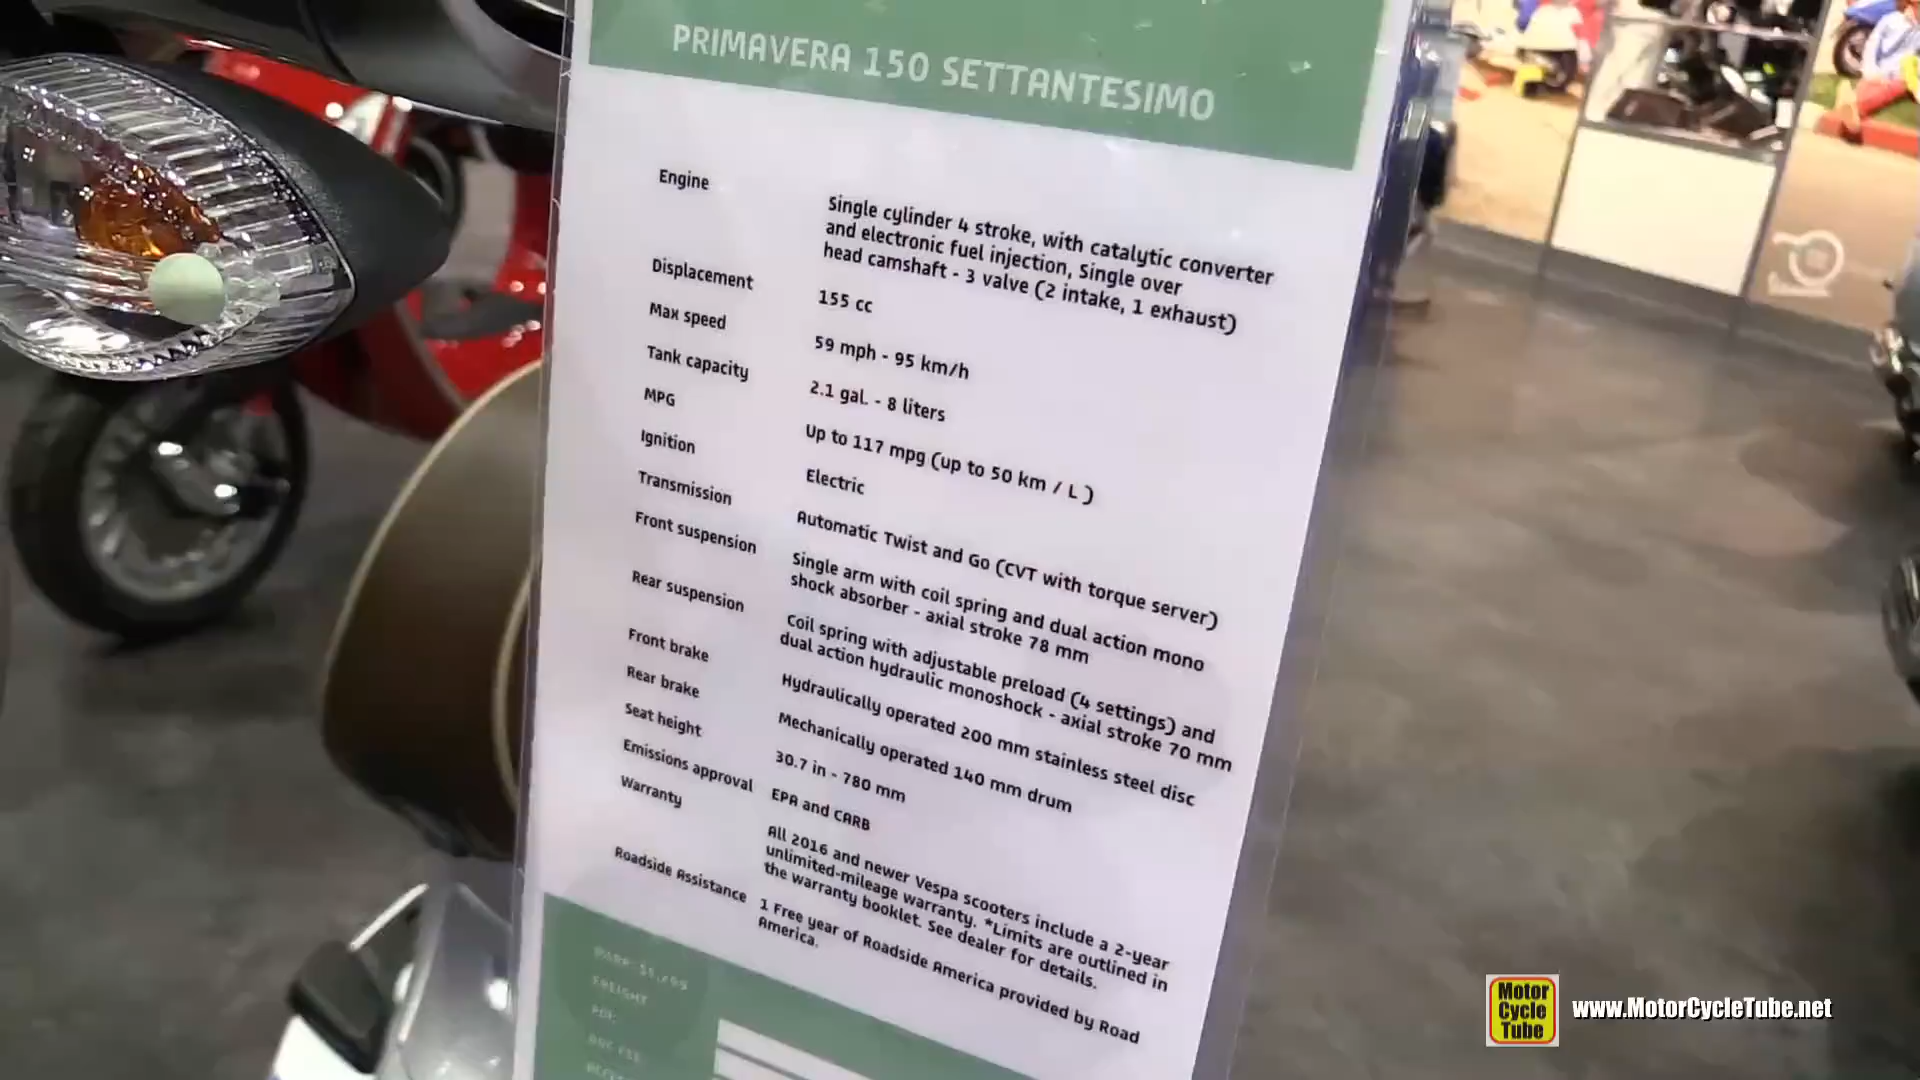 PRIMAVERA 150 SETTANTESIMO
Engine
Single cylinder 4 stroke, with catalytic converter
and electronic fuel injection, Single over
head camshaft - 3 valve (2 intake, 1 exhaust)
Displacement
155 cc
Max speed
59 mph - 95 km/h
Tank capacity
2.1 gal. - 8 liters
MPG
Up to 117 mpg (up to 50 km / L )
Ignition
Electric
Transmission
Automatic Twist and Go (CVT with torque server)
Front suspension
Single arm with coil spring and dual action mono
shock absorber - axial stroke 78 mm
Rear suspension
Coil spring with adjustable preload (4 settings) and
dual action hydraulic monoshock - axial stroke 70 mm
Front brake
Hydraulically operated 200 mm stainless steel disc
Rear brake
Mechanically operated 140 mm drum
Seat height
30.7 in - 780 mm
Emissions approval
EPA and CARB
Warranty
All 2016 and newer Vespa scooters include a 2-year
unlimited-mileage warranty. *Limits are outlined in
the warranty booklet. See dealer for details.
Roadside Assistance
1 Free year of Roadside America provided by Road
America.
FREIGHT
Motor
Cycle
Tube
www.MotorCycleTube.net